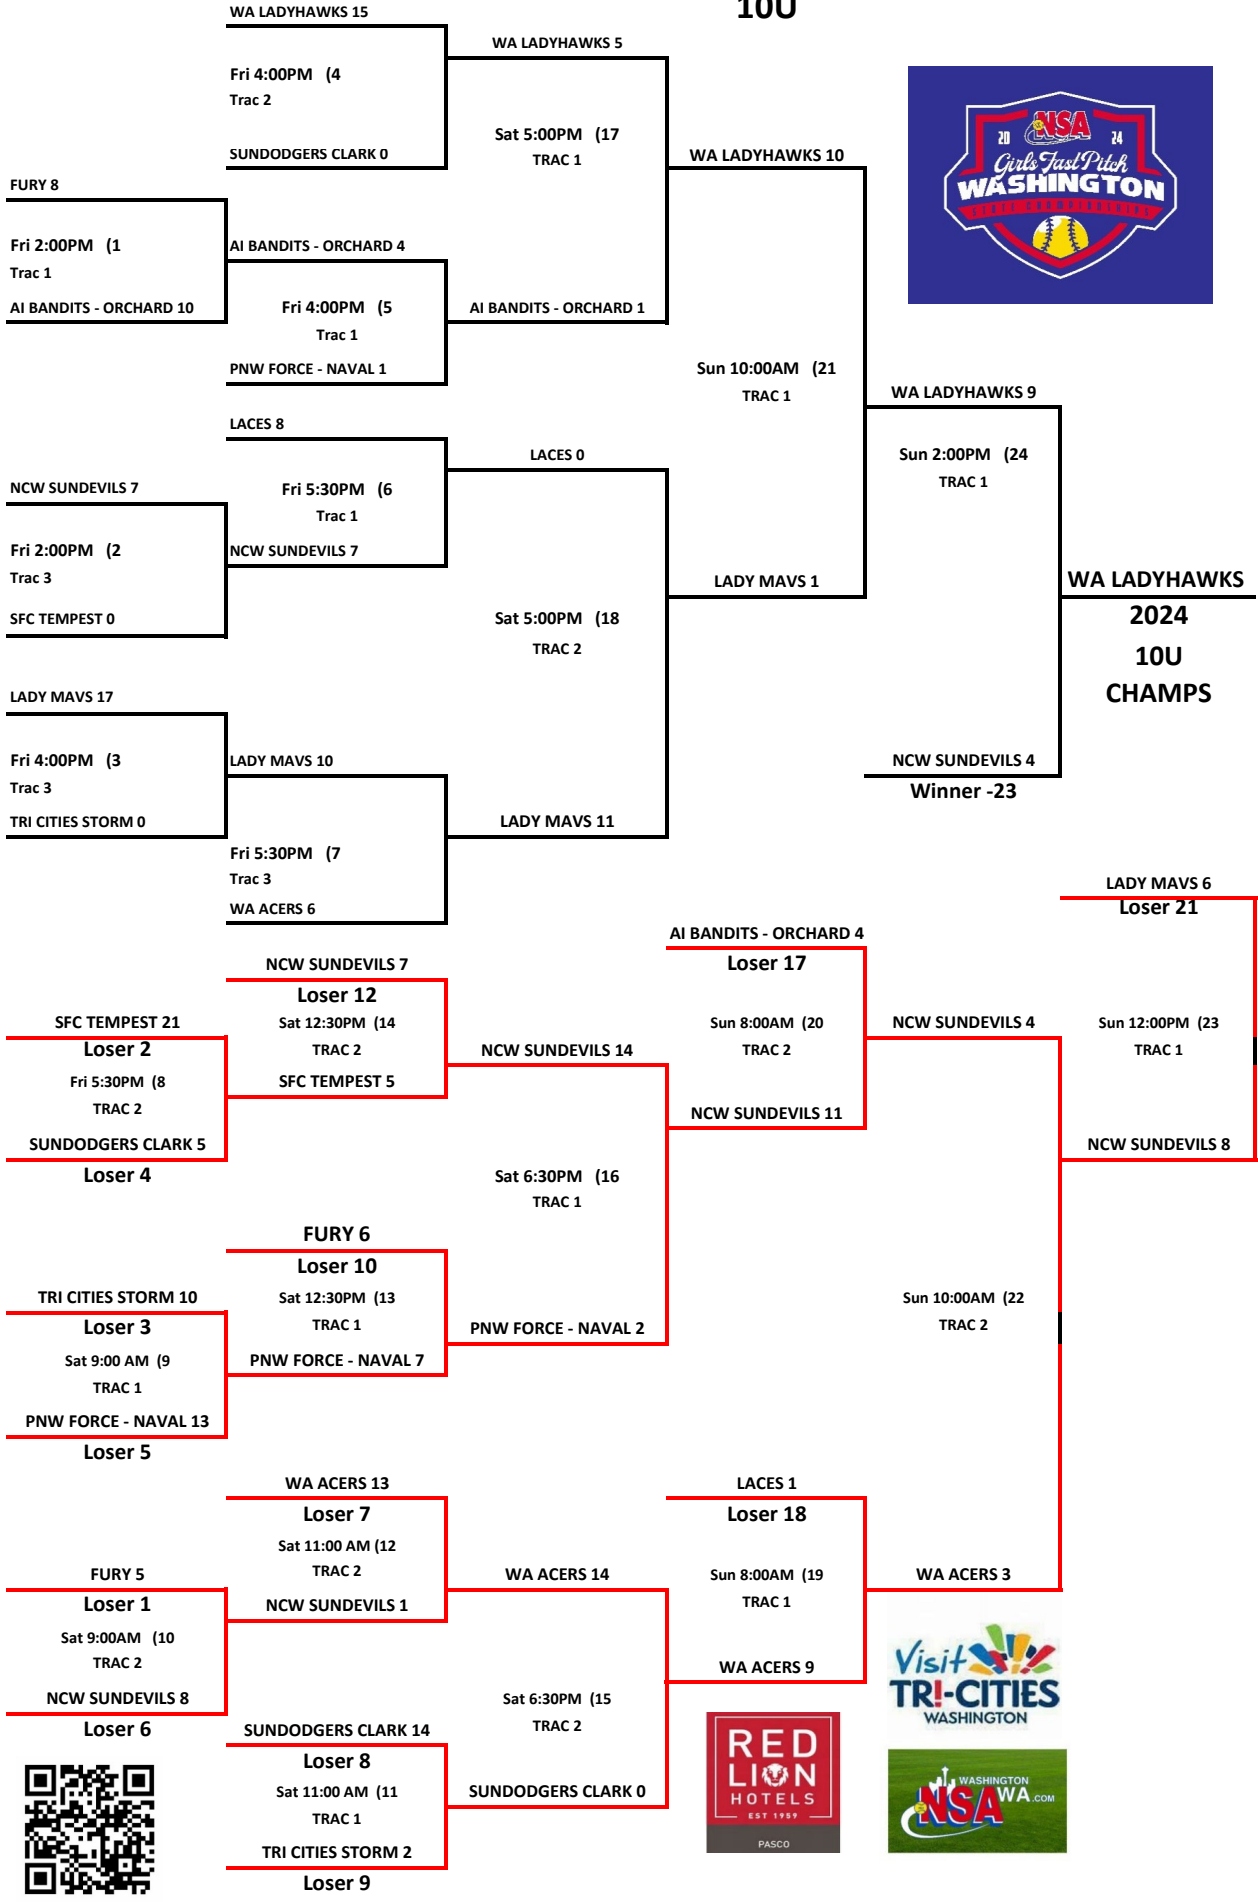 10U
WA LADYHAWKS 15
WA LADYHAWKS 5
Fri 4:00PM (4
Trac 2
Sat 5:00PM (17
TRAC 1
SUNDODGERS CLARK 0
WA LADYHAWKS 10
20 NSA 24
Girls Fast Pitch
WASHINGTON
STATE CHAMPIONSHIPS
FURY 8
Fri 2:00PM (1
Trac 1
AI BANDITS - ORCHARD 10
AI BANDITS - ORCHARD 4
Fri 4:00PM (5
Trac 1
AI BANDITS - ORCHARD 1
PNW FORCE - NAVAL 1
Sun 10:00AM (21
TRAC 1
WA LADYHAWKS 9
LACES 8
LACES 0
Sun 2:00PM (24
TRAC 1
NCW SUNDEVILS 7
Fri 5:30PM (6
Trac 1
Fri 2:00PM (2
Trac 3
NCW SUNDEVILS 7
SFC TEMPEST 0
LADY MAVS 1
WA LADYHAWKS
2024
10U
CHAMPS
Sat 5:00PM (18
TRAC 2
LADY MAVS 17
Fri 4:00PM (3
Trac 3
LADY MAVS 10
NCW SUNDEVILS 4
Winner -23
TRI CITIES STORM 0
LADY MAVS 11
Fri 5:30PM (7
Trac 3
WA ACERS 6
LADY MAVS 6
Loser 21
AI BANDITS - ORCHARD 4
Loser 17
NCW SUNDEVILS 7
Loser 12
SFC TEMPEST 21
Loser 2
Sat 12:30PM (14
TRAC 2
Sun 8:00AM (20
TRAC 2
NCW SUNDEVILS 4
Sun 12:00PM (23
TRAC 1
NCW SUNDEVILS 14
Fri 5:30PM (8
TRAC 2
SFC TEMPEST 5
NCW SUNDEVILS 11
SUNDODGERS CLARK 5
Loser 4
NCW SUNDEVILS 8
Sat 6:30PM (16
TRAC 1
FURY 6
Loser 10
TRI CITIES STORM 10
Loser 3
Sat 12:30PM (13
TRAC 1
Sun 10:00AM (22
TRAC 2
PNW FORCE - NAVAL 2
Sat 9:00 AM (9
TRAC 1
PNW FORCE - NAVAL 7
PNW FORCE - NAVAL 13
Loser 5
WA ACERS 13
Loser 7
LACES 1
Loser 18
Sat 11:00 AM (12
TRAC 2
FURY 5
Loser 1
WA ACERS 14
Sun 8:00AM (19
TRAC 1
WA ACERS 3
NCW SUNDEVILS 1
Sat 9:00AM (10
TRAC 2
WA ACERS 9
NCW SUNDEVILS 8
Loser 6
Sat 6:30PM (15
TRAC 2
Visit
TR!-CITIES
WASHINGTON
SUNDODGERS CLARK 14
Loser 8
Sat 11:00 AM (11
TRAC 1
SUNDODGERS CLARK 0
TRI CITIES STORM 2
Loser 9
RED
LION
HOTELS
EST 1959
PASCO
WASHINGTON
NSA WA.COM